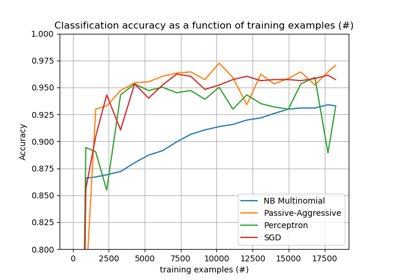 Classification accuracy as a function of training examples (#)
1.000
0.975
0.950
0.925
0.900
0.875
0.850
0.825
0.800
Accuracy
NB Multinomial
Passive-Aggressive
Perceptron
SGD
0 2500 5000 7500 10000 12500 15000 17500
training examples (#)